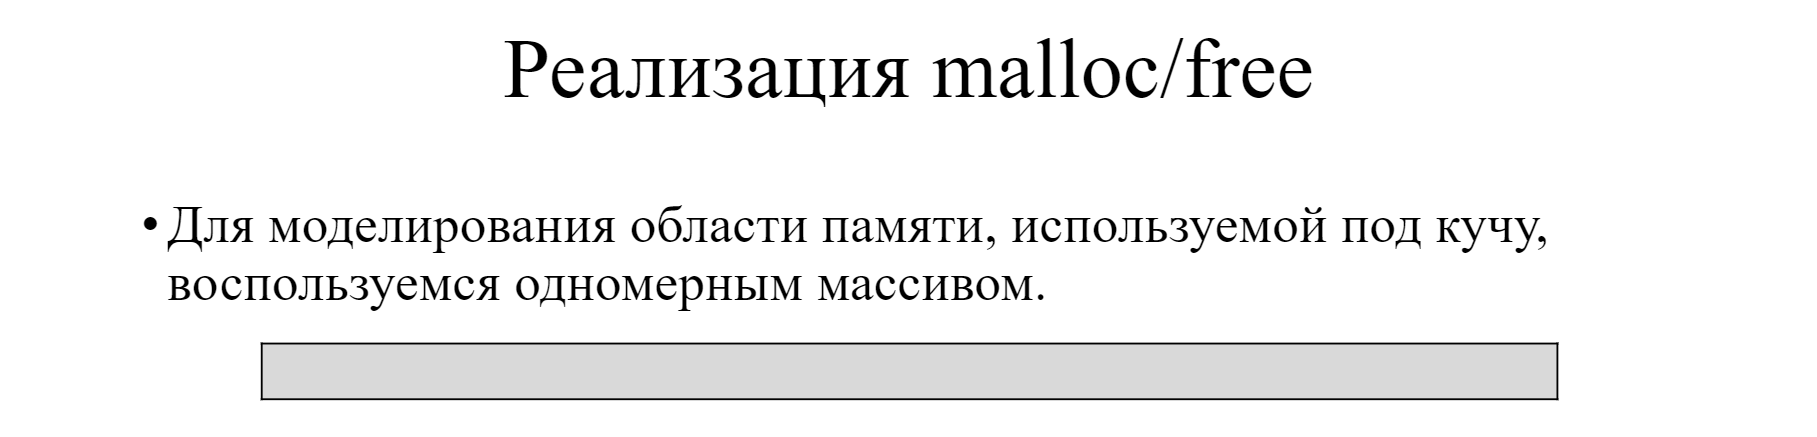 Реализация malloc/free
• Для моделирования области памяти, используемой под кучу,
воспользуемся одномерным массивом.